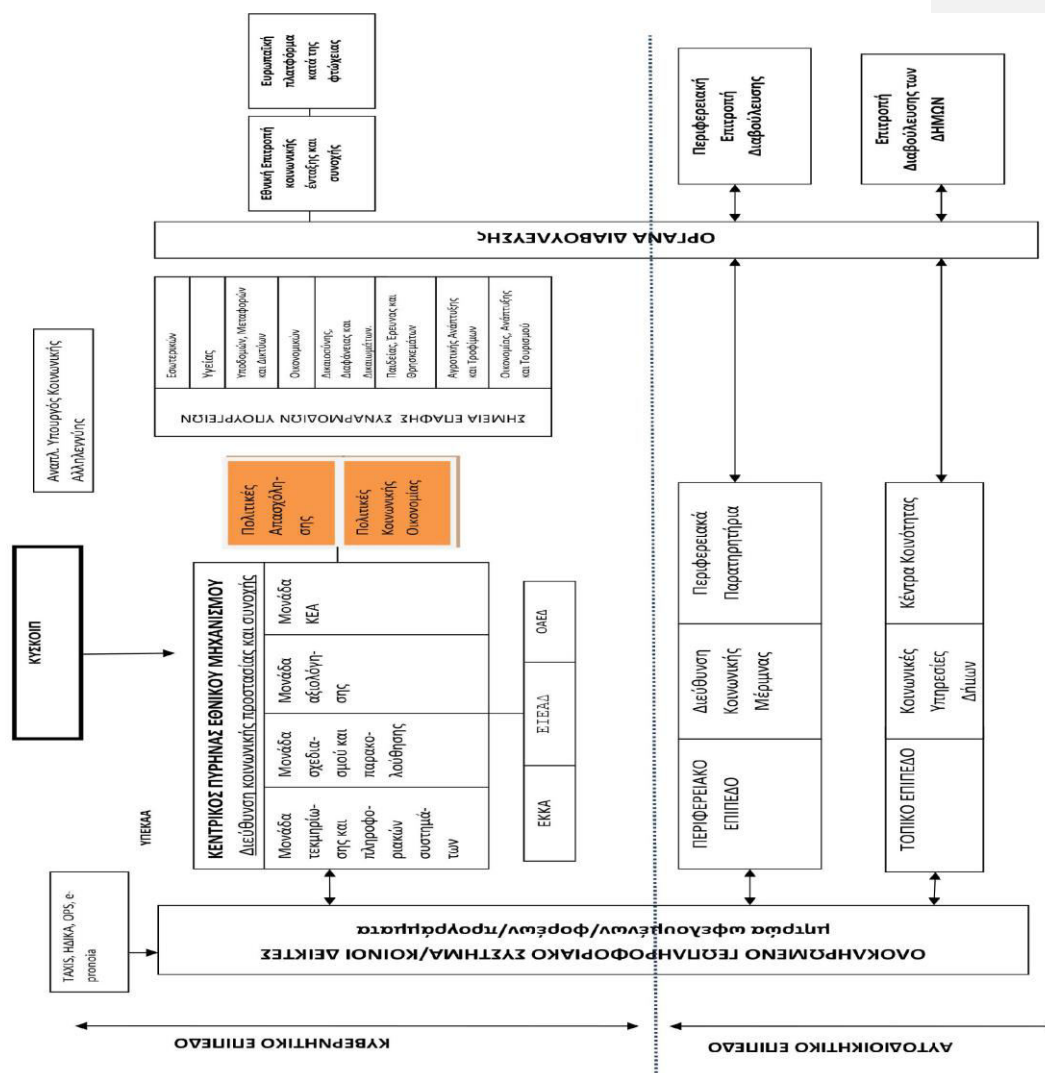 ΚΥΣΚΟΙΠ
Αναπλ. Υπουργός Κοινωνικής
Αλληλεγγύης
TAXIS, ΗΔΙΚΑ, OPS, e-
pronoia
ΥΠΕΚΑΑ
ΚΥΒΕΡΝΗΤΙΚΟ ΕΠΙΠΕΔΟ
ΟΛΟΚΛΗΡΩΜΕΝΟ ΓΕΩΠΛΗΡΟΦΟΡΙΑΚΟ ΣΥΣΤΗΜΑ/ΚΟΙΝΟΙ ΔΕΙΚΤΕΣ
μητρώα ωφελουμένων/φορέων/προγράμματα
ΚΕΝΤΡΙΚΟΣ ΠΥΡΗΝΑΣ ΕΘΝΙΚΟΥ ΜΗΧΑΝΙΣΜΟΥ
Διεύθυνση κοινωνικής προστασίας και συνοχής
Μονάδα
τεκμηρίω-
σης και
πληροφο-
ριακών
συστημά-
των
Μονάδα
σχεδια-
σμού και
παρακο-
λούθησης
Μονάδα
αξιολόγη-
σης
Μονάδα
ΚΕΑ
Πολιτικές
Απασχόλη-
σης
Πολιτικές
Κοινωνικής
Οικονομίας
ΕΚΚΑ
ΕΙΕΑΔ
ΟΑΕΔ
ΣΗΜΕΙΑ ΕΠΑΦΗΣ ΣΥΝΑΡΜΟΔΙΩΝ ΥΠΟΥΡΓΕΙΩΝ
Εσωτερικών
Υγείας
Υποδομών, Μεταφορών
και Δικτύων
Οικονομικών
Δικαιοσύνης,
Διαφάνειας και
Δικαιωμάτων.
Παιδείας, Ερευνας και
Θρησκεμάτων
Αγροτικής Ανάπτυξης
και Τροφίμων
Οικονομίας, Ανάπτυξης
και Τουρισμού
ΟΡΓΑΝΑ ΔΙΑΒΟΥΛΕΥΣΗς
Εθνική Επιτροπή
κοινωνικής
ένταξης και
συνοχής
Ευρωπαϊκή
πλατφόρμα
κατά της
φτώχειας
ΑΥΤΟΔΙΟΙΚΗΤΙΚΟ ΕΠΙΠΕΔΟ
ΠΕΡΙΦΕΡΕΙΑΚΟ
ΕΠΙΠΕΔΟ
Διεύθυνση
Κοινωνικής
Μέριμνας
Περιφερειακά
Παρατηρητήρια
Περιφερειακή
Επιτροπή
Διαβούλευσης
ΤΟΠΙΚΟ ΕΠΙΠΕΔΟ
Κοινωνικές
Υπηρεσίες
Δήμων
Κέντρα Κοινότητας
Επιτροπή
Διαβούλευσης των
ΔΗΜΩΝ